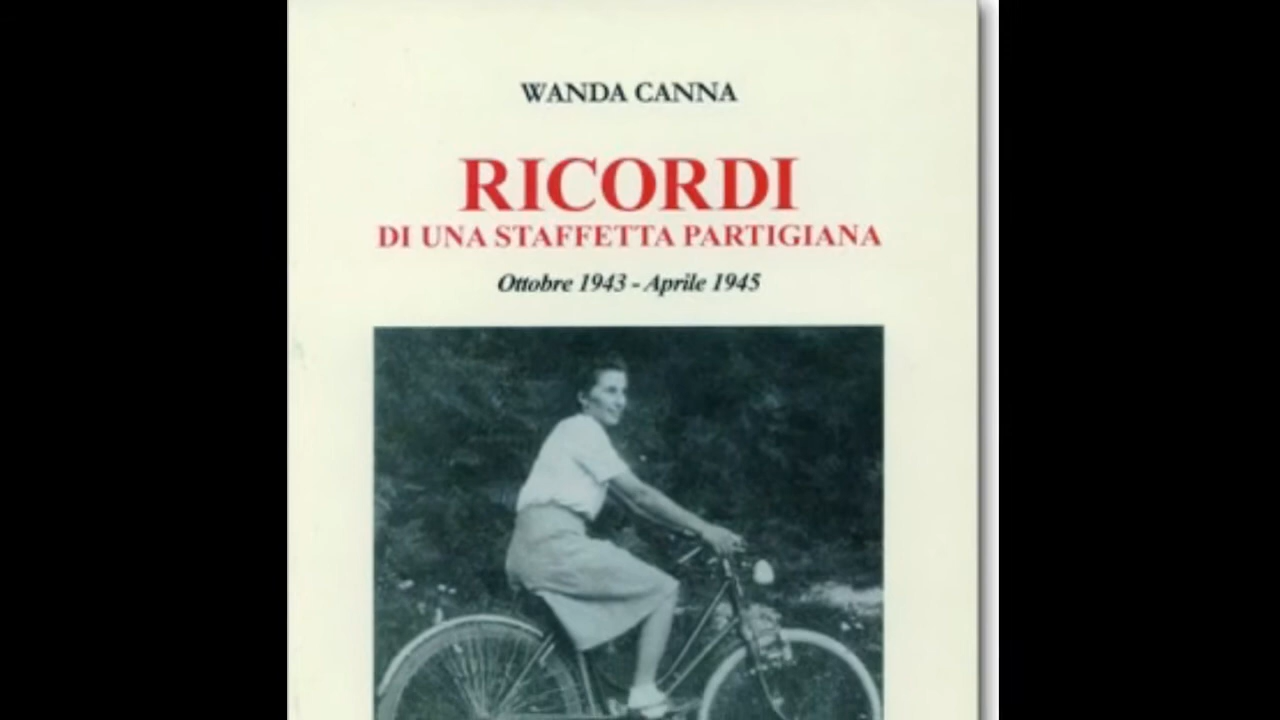 WANDA CANNA
RICORDI
DI UNA STAFFETTA PARTIGIANA
Ottobre 1943 - Aprile 1945